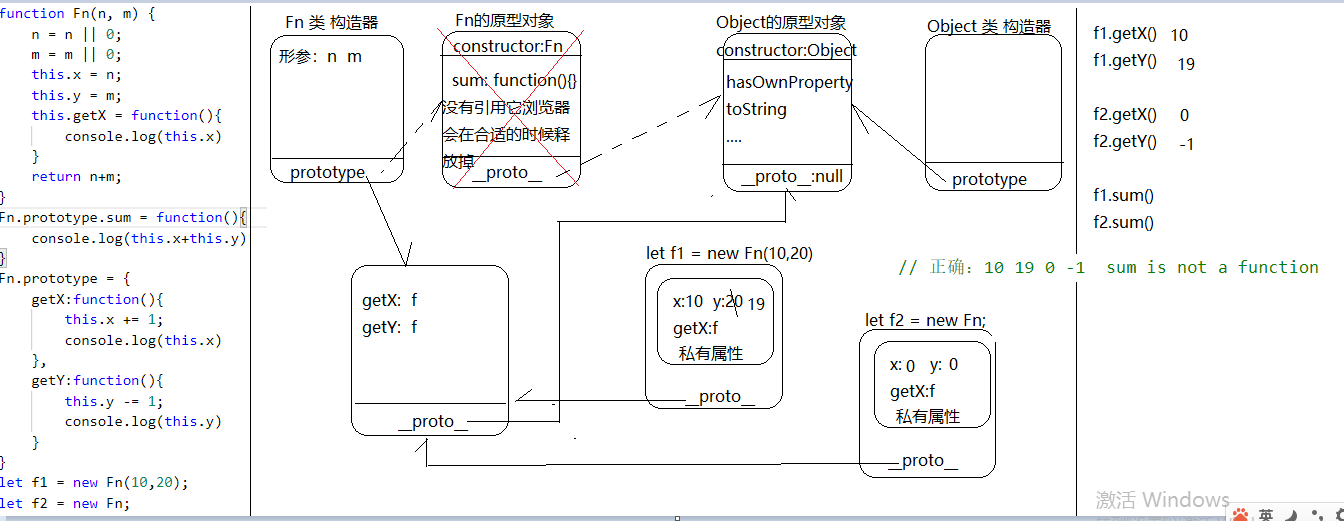 function Fn(n, m) {
n = n || 0;
m = m || 0;
this.x = n;
this.y = m;
this.getX = function(){
console.log(this.x)
}
return n+m;
}
Fn.prototype.sum = function(){
console.log(this.x+this.y)
}
Fn.prototype = {
getX:function(){
this.x += 1;
console.log(this.x)
},
getY:function(){
this.y -= 1;
console.log(this.y)
}
}
let f1 = new Fn(10,20);
let f2 = new Fn;
Fn 类 构造器
形参：n m
prototype
Fn的原型对象
constructor:Fn
sum: function(){}
没有引用它浏览器
会在合适的时候释
放掉
__proto__
Object的原型对象
constructor:Object
hasOwnProperty
toString
....
__proto__:null
Object 类 构造器
prototype
getX: f
getY: f
__proto__
let f1 = new Fn(10,20)
x:10 y:20 19
getX:f
私有属性
__proto__
let f2 = new Fn;
x: 0 y: 0
getX:f
私有属性
__proto__
f1.getX() 10
f1.getY() 19
f2.getX() 0
f2.getY() -1
f1.sum()
f2.sum()
// 正确：10 19 0 -1 sum is not a function
激活 Windows
英